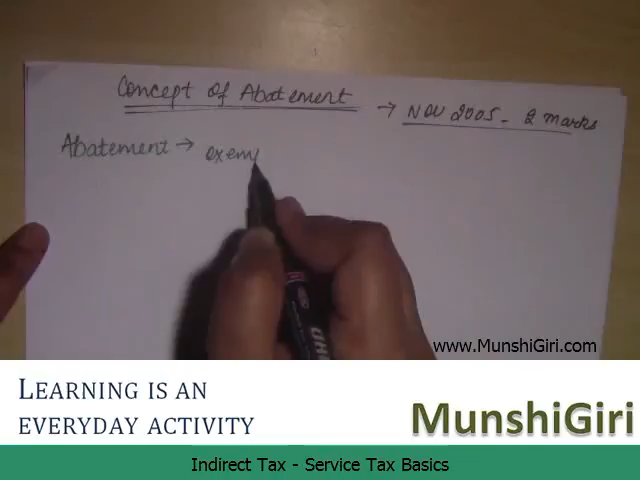 Concept of Abatement
→ NOV 2005 - 2 marks
Abatement → exem
www.MunshiGiri.com
LEARNING IS AN
EVERYDAY ACTIVITY
MunshiGiri
Indirect Tax - Service Tax Basics